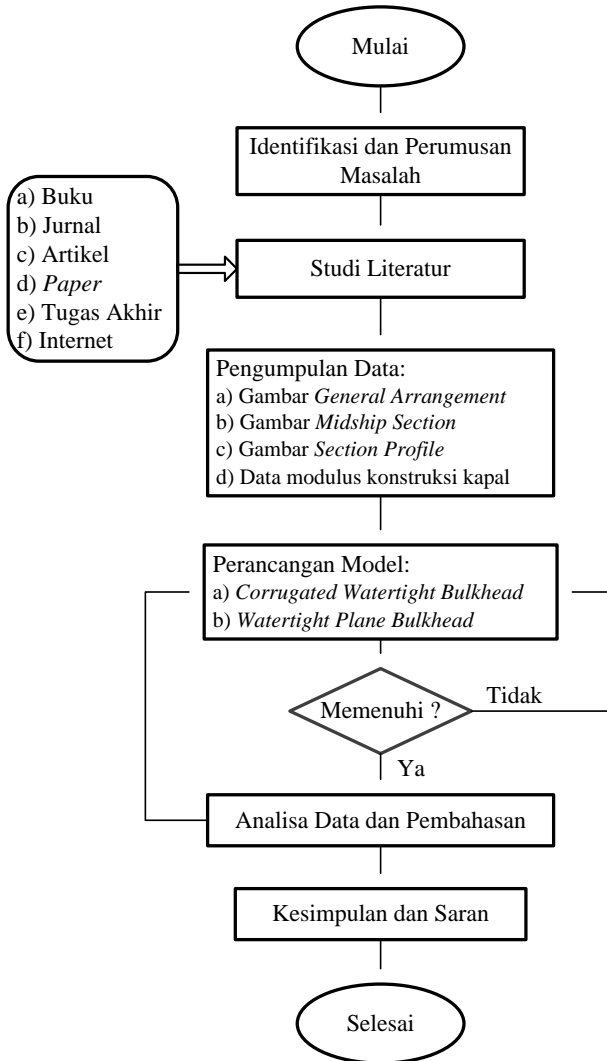 Mulai
Identifikasi dan Perumusan
Masalah
a) Buku
b) Jurnal
c) Artikel
d) Paper
e) Tugas Akhir
f) Internet
Studi Literatur
Pengumpulan Data:
a) Gambar General Arrangement
b) Gambar Midship Section
c) Gambar Section Profile
d) Data modulus konstruksi kapal
Perancangan Model:
a) Corrugated Watertight Bulkhead
b) Watertight Plane Bulkhead
Memenuhi ?
Tidak
Ya
Analisa Data dan Pembahasan
Kesimpulan dan Saran
Selesai